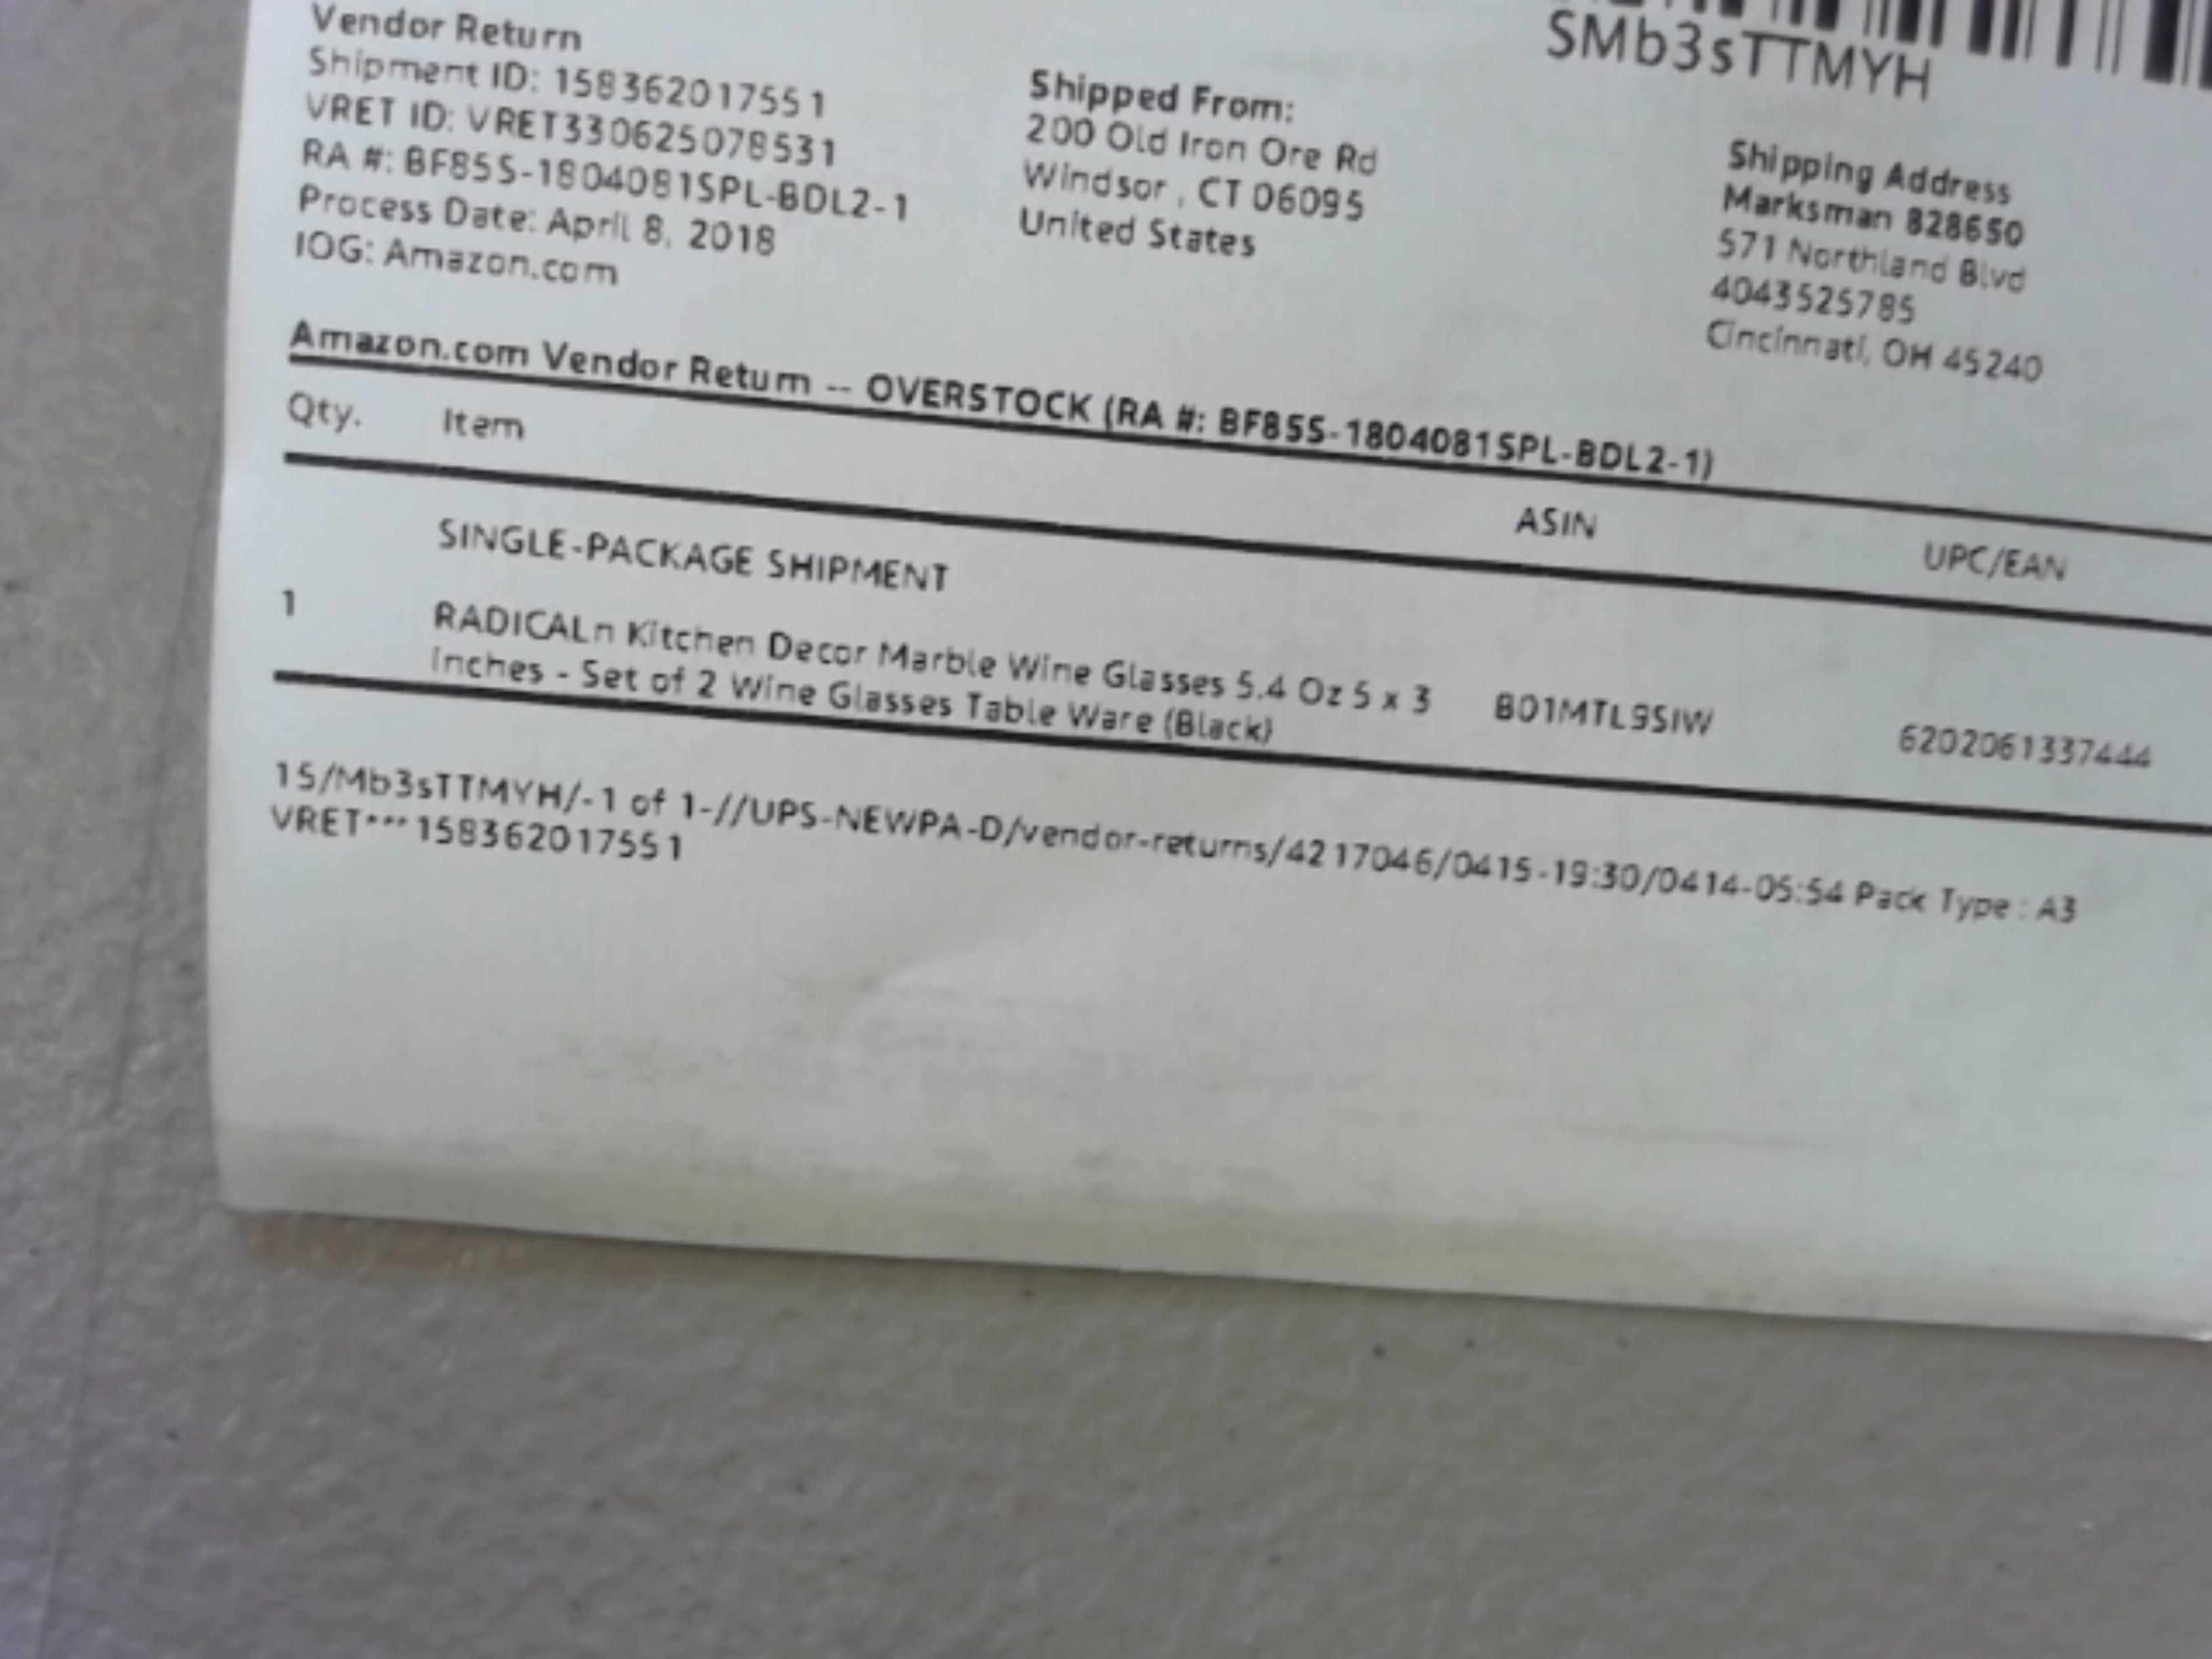 SMb3sTTMYH
Vendor Return
Shipment ID: 158362017551
VRET ID: VRET330625078531
RA #: BF85S-1804081SPL-BDL2-1
Process Date: April 8, 2018
IOG: Amazon.com
Shipped From:
200 Old Iron Ore Rd
Windsor , CT 06095
United States
Shipping Address
Marksman 828650
571 Northland Blvd
4043525785
Cincinnati, OH 45240
Amazon.com Vendor Return -- OVERSTOCK (RA #: BF85S-1804081SPL-BDL2-1)
Qty. Item ASIN UPC/EAN
SINGLE-PACKAGE SHIPMENT
1 RADICALn Kitchen Decor Marble Wine Glasses 5.4 Oz 5 x 3 B01MTL9SIW 6202061337444
Inches - Set of 2 Wine Glasses Table Ware (Black)
15/Mb3sTTMYH/-1 of 1-//UPS-NEWPA-D/vendor-returns/4217046/0415-19:30/0414-05:54 Pack Type : A3
VRET***158362017551